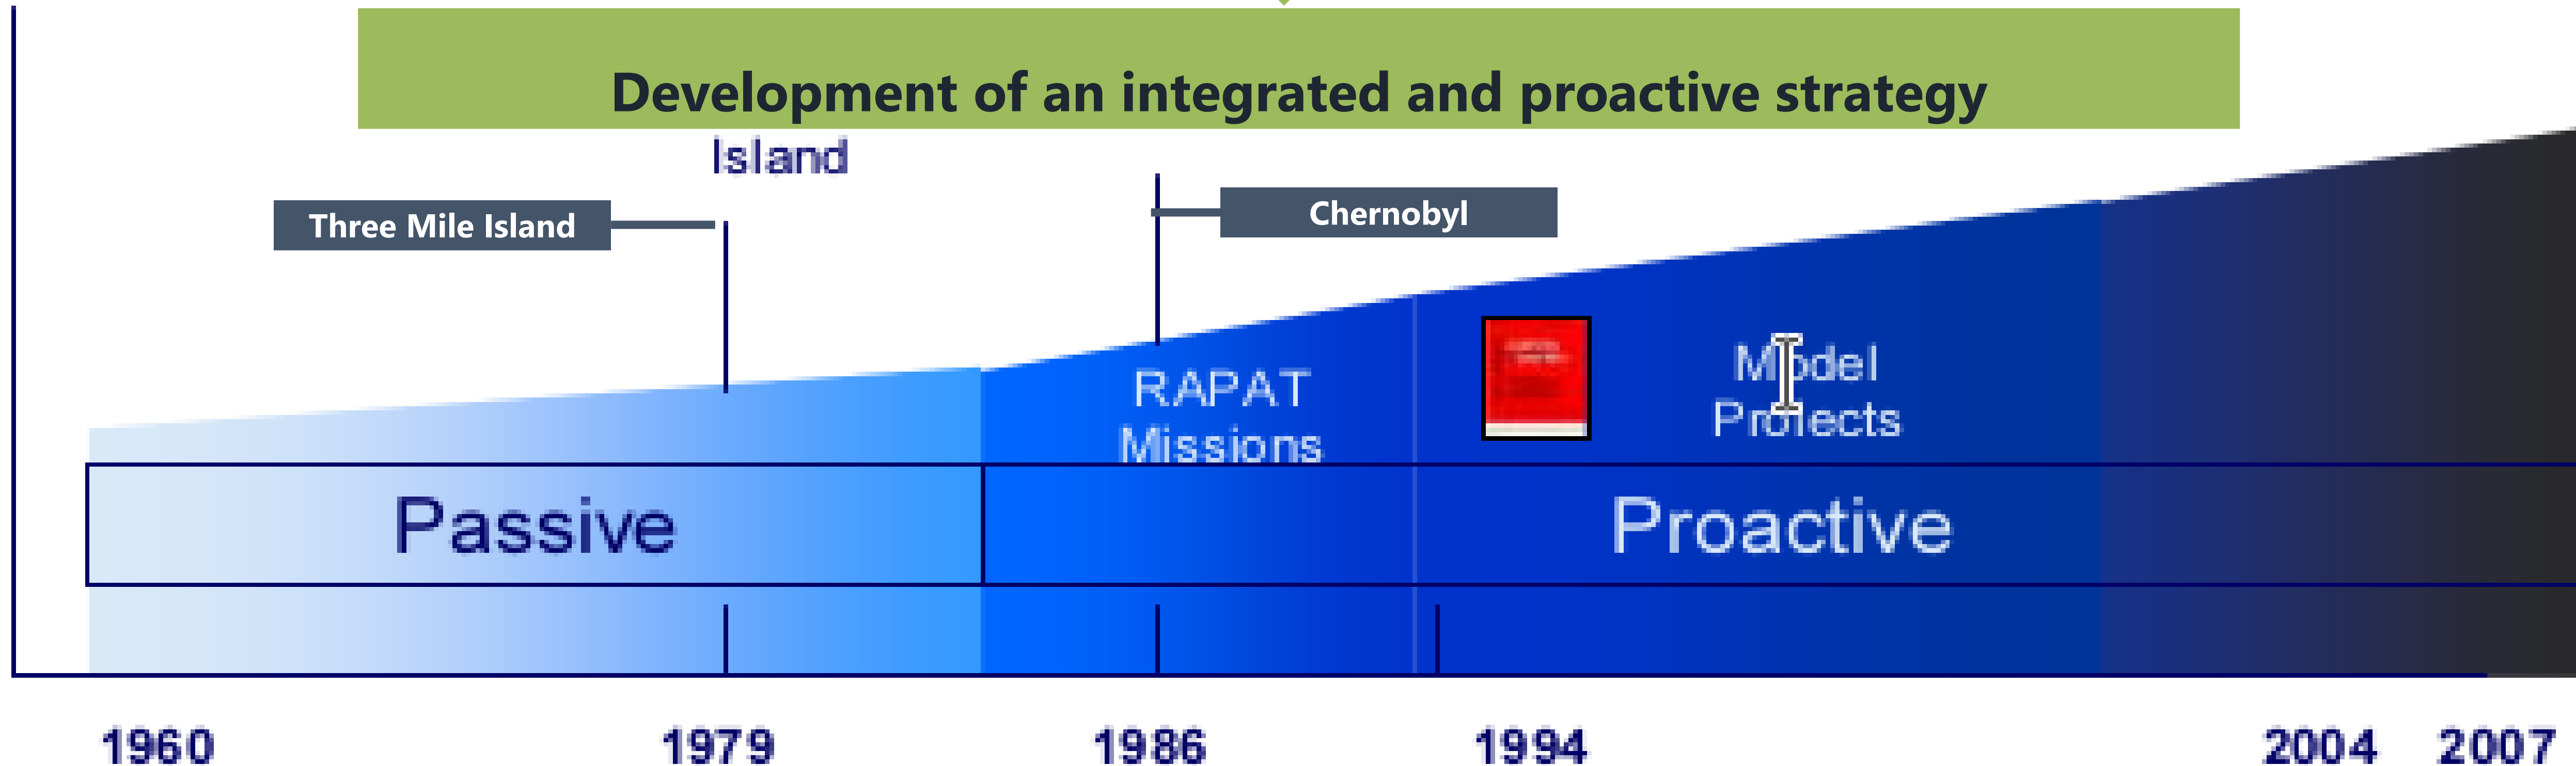 Development of an integrated and proactive strategy
Island
Three Mile Island
Chernobyl
RAPAT
Missions
Model
Projects
Passive
Proactive
1960
1979
1986
1994
2004
2007